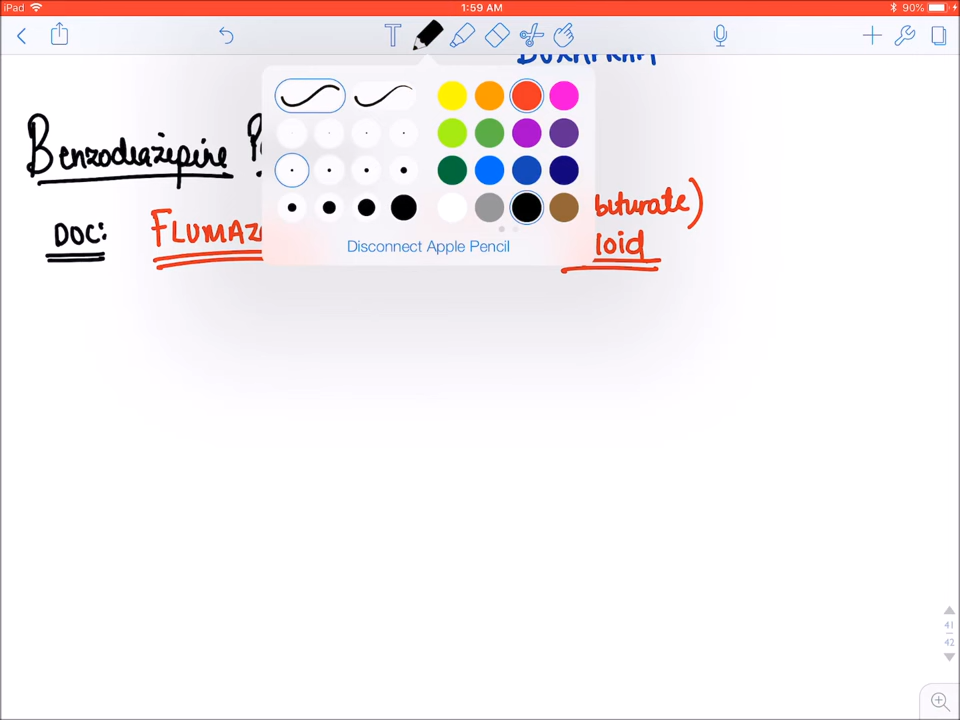 iPad 1:59 AM 90%
T
Benzodiazepine
DOC: FLUMAZ biturate)
loid
Disconnect Apple Pencil
41
42